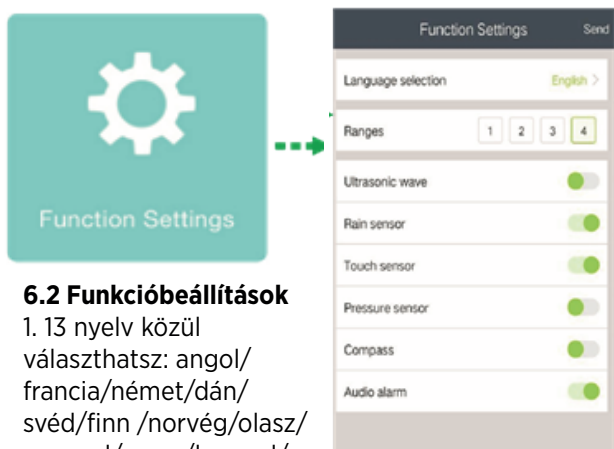 Function Settings
Function Settings Send
Language selection English >
Ranges 1 2 3 4
Ultrasonic wave
Rain sensor
Touch sensor
Pressure sensor
Compass
Audio alarm
6.2 Funkcióbeállítások
1. 13 nyelv közül
választhatsz: angol/
francia/német/dán/
svéd/finn /norvég/olasz/